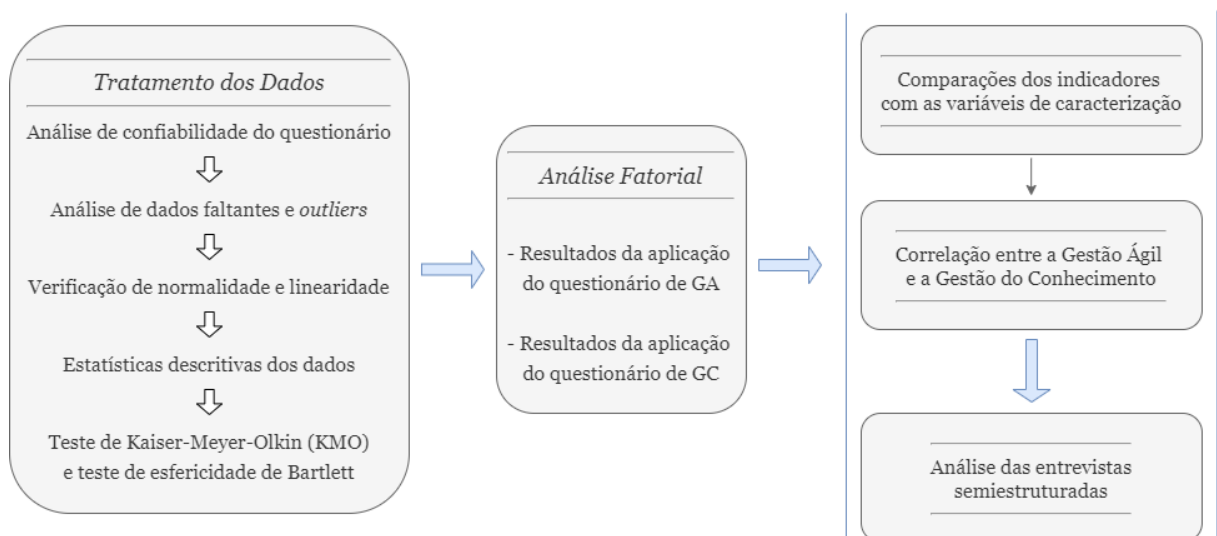 Tratamento dos Dados
Análise de confiabilidade do questionário
Análise de dados faltantes e outliers
Verificação de normalidade e linearidade
Estatísticas descritivas dos dados
Teste de Kaiser-Meyer-Olkin (KMO)
e teste de esfericidade de Bartlett
Análise Fatorial
- Resultados da aplicação
do questionário de GA
- Resultados da aplicação
do questionário de GC
Comparações dos indicadores
com as variáveis de caracterização
Correlação entre a Gestão Ágil
e a Gestão do Conhecimento
Análise das entrevistas
semiestruturadas